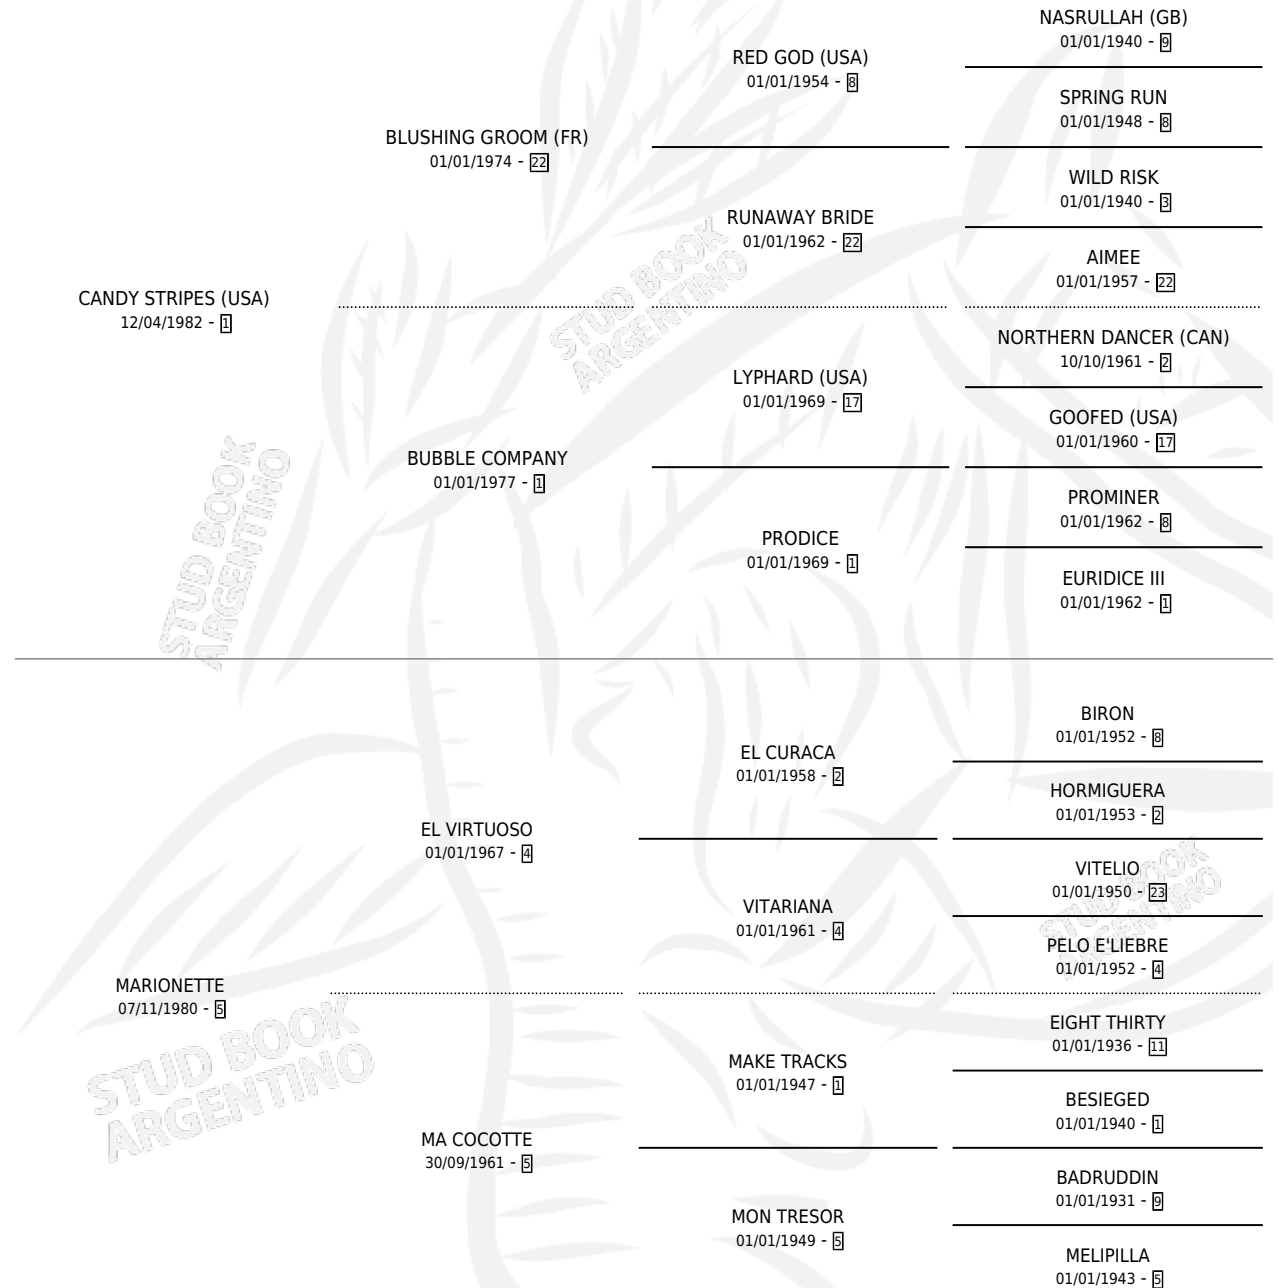 NASRULLAH (GB)
01/01/1940 - 9
RED GOD (USA)
01/01/1954 - 8
SPRING RUN
01/01/1948 - 8
BLUSHING GROOM (FR)
01/01/1974 - 22
WILD RISK
01/01/1940 - 3
RUNAWAY BRIDE
01/01/1962 - 22
AIMEE
01/01/1957 - 22
CANDY STRIPES (USA)
12/04/1982 - 1
NORTHERN DANCER (CAN)
10/10/1961 - 2
LYPHARD (USA)
01/01/1969 - 17
GOOFED (USA)
01/01/1960 - 17
BUBBLE COMPANY
01/01/1977 - 1
PROMINER
01/01/1962 - 8
PRODICE
01/01/1969 - 1
EURIDICE III
01/01/1962 - 1
BIRON
01/01/1952 - 8
EL CURACA
01/01/1958 - 2
HORMIGUERA
01/01/1953 - 2
EL VIRTUOSO
01/01/1967 - 4
VITELIO
01/01/1950 - 23
VITARIANA
01/01/1961 - 4
PELO E'LIEBRE
01/01/1952 - 4
MARIONETTE
07/11/1980 - 5
EIGHT THIRTY
01/01/1936 - 11
MAKE TRACKS
01/01/1947 - 1
BESIEGED
01/01/1940 - 1
MA COCOTTE
30/09/1961 - 5
BADRUDDIN
01/01/1931 - 9
MON TRESOR
01/01/1949 - 5
MELIPILLA
01/01/1943 - 5
STUD BOOK
ARGENTINO
STUD BOOK
ARGENTINO
STUD BOOK
ARGENTINO
STUD BOOK
ARGENTINO